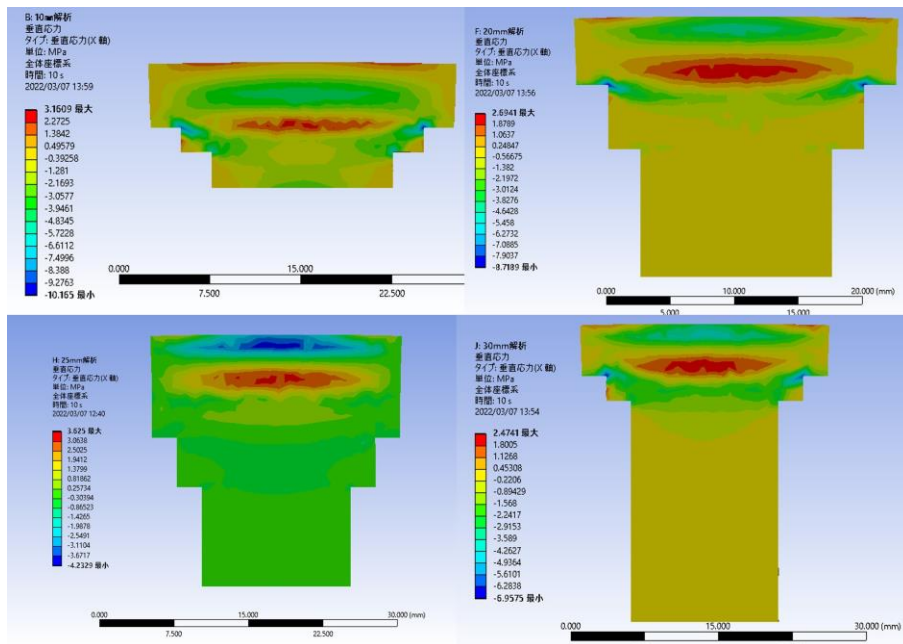 B: 10mm解析
垂直応力
タイプ: 垂直応力(X 軸)
単位: MPa
全体座標系
時間: 10 s
2022/03/07 13:59
3.1609 最大
2.2725
1.3842
0.49579
-0.39258
-1.281
-2.1693
-3.0577
-3.9461
-4.8345
-5.7228
-6.6112
-7.4996
-8.388
-9.2763
-10.165 最小
0.000
15.000
7.500
22.500
F: 20mm解析
垂直応力
タイプ: 垂直応力(X 軸)
単位: MPa
全体座標系
時間: 10 s
2022/03/07 13:56
2.6941 最大
1.8789
1.0637
0.24847
-0.56675
-1.382
-2.1972
-3.0124
-3.8276
-4.6428
-5.458
-6.2732
-7.0885
-7.9037
-8.7189 最小
0.000
10.000
20.000 (mm)
5.000
15.000
H: 25mm解析
垂直応力
タイプ: 垂直応力(X 軸)
単位: MPa
全体座標系
時間: 10 s
2022/03/07 12:40
3.625 最大
3.0638
2.5025
1.9412
1.3799
0.81862
0.25734
-0.30394
-0.86523
-1.4265
-1.9878
-2.5491
-3.1104
-3.6717
-4.2329 最小
0.000
15.000
30.000 (mm)
7.500
22.500
J: 30mm解析
垂直応力
タイプ: 垂直応力(X 軸)
単位: MPa
全体座標系
時間: 10 s
2022/03/07 13:54
2.4741 最大
1.8005
1.1268
0.45308
-0.2206
-0.89429
-1.568
-2.2417
-2.9153
-3.589
-4.2627
-4.9364
-5.6101
-6.2838
-6.9575 最小
0.000
15.000
30.000 (mm)